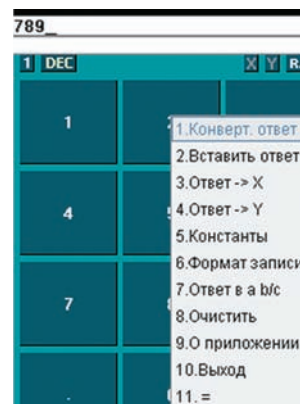 789_
1 DEC X Y R
1
1.Конверт. ответ
2.Вставить ответ
3.Ответ -> X
4 4.Ответ -> Y
5.Константы
6.Формат записи
7 7.Ответ в a b/c
8.Очистить
9.О приложении
10.Выход
. 11. =